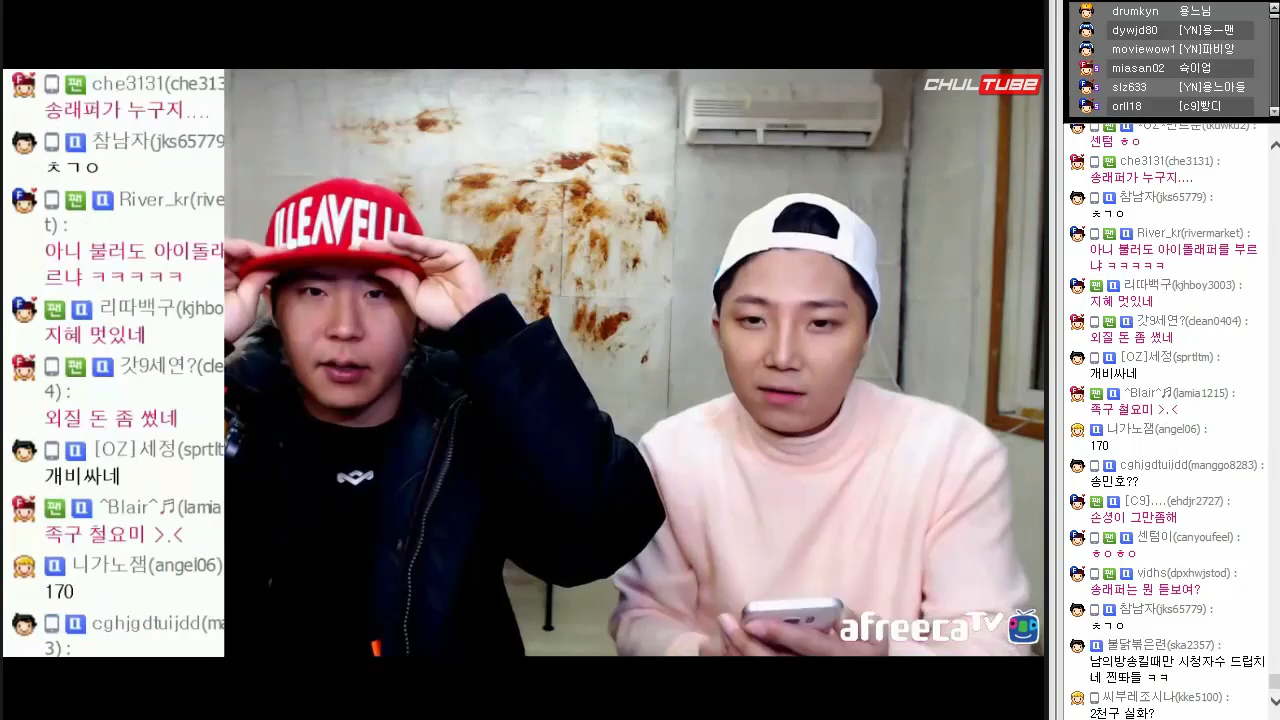 che3131(che313
송래퍼가 누구지....
참남자(jks65779
ㅊㄱㅇ
River_kr(rive
t) :
아니 불러도 아이돌래
르냐 ㅋㅋㅋㅋㅋ
리따백구(kjhbo
지혜 멋있네
갓9세연?(cle
4) :
외질 돈 좀 썼네
[OZ]세정(sprtlt
개비싸네
^Blair^♬(lamia
족구 철요미 >.<
니가노잼(angel06)
170
cghjgdtuijdd(ma
3) :
CHULTUBE
ILLEAVELLI
afreecaTV
drumkyn 용느님
dywjd80 [YN]용ㅡ맨
moviewow1 [YN]파비앙
miasan02 슉이업
slz633 [YN]용느아등
orll18 [c9]빵디
센텀 ㅎㅇ
che3131(che3131) :
송래퍼가 누구지....
참남자(jks65779) :
ㅊㄱㅇ
River_kr(rivermarket) :
아니 불러도 아이돌래퍼를 부르
냐 ㅋㅋㅋㅋㅋ
리따백구(kjhboy3003) :
지혜 멋있네
갓9세연?(clean0404) :
외질 돈 좀 썼네
[OZ]세정(sprtltm) :
개비싸네
^Blair^♬(lamia1215) :
족구 철요미 >.<
니가노잼(angel06) :
170
cghjgdtuijdd(manggo8283) :
송민호??
[C9]....(ehdjr2727) :
손셩이 그만좀해
센텀이(canyoufeel) :
ㅎㅇㅎㅇ
vidhs(dpxhwjstod) :
송래퍼는 뭔 듣보여?
참남자(jks65779) :
ㅊㄱㅇ
불닭볶은련(ska2357) :
남의방송킬때만 시청자수 드립치
네 찐따들 ㅋㅋ
씨부레조시나(kke5100) :
2천구 실화?